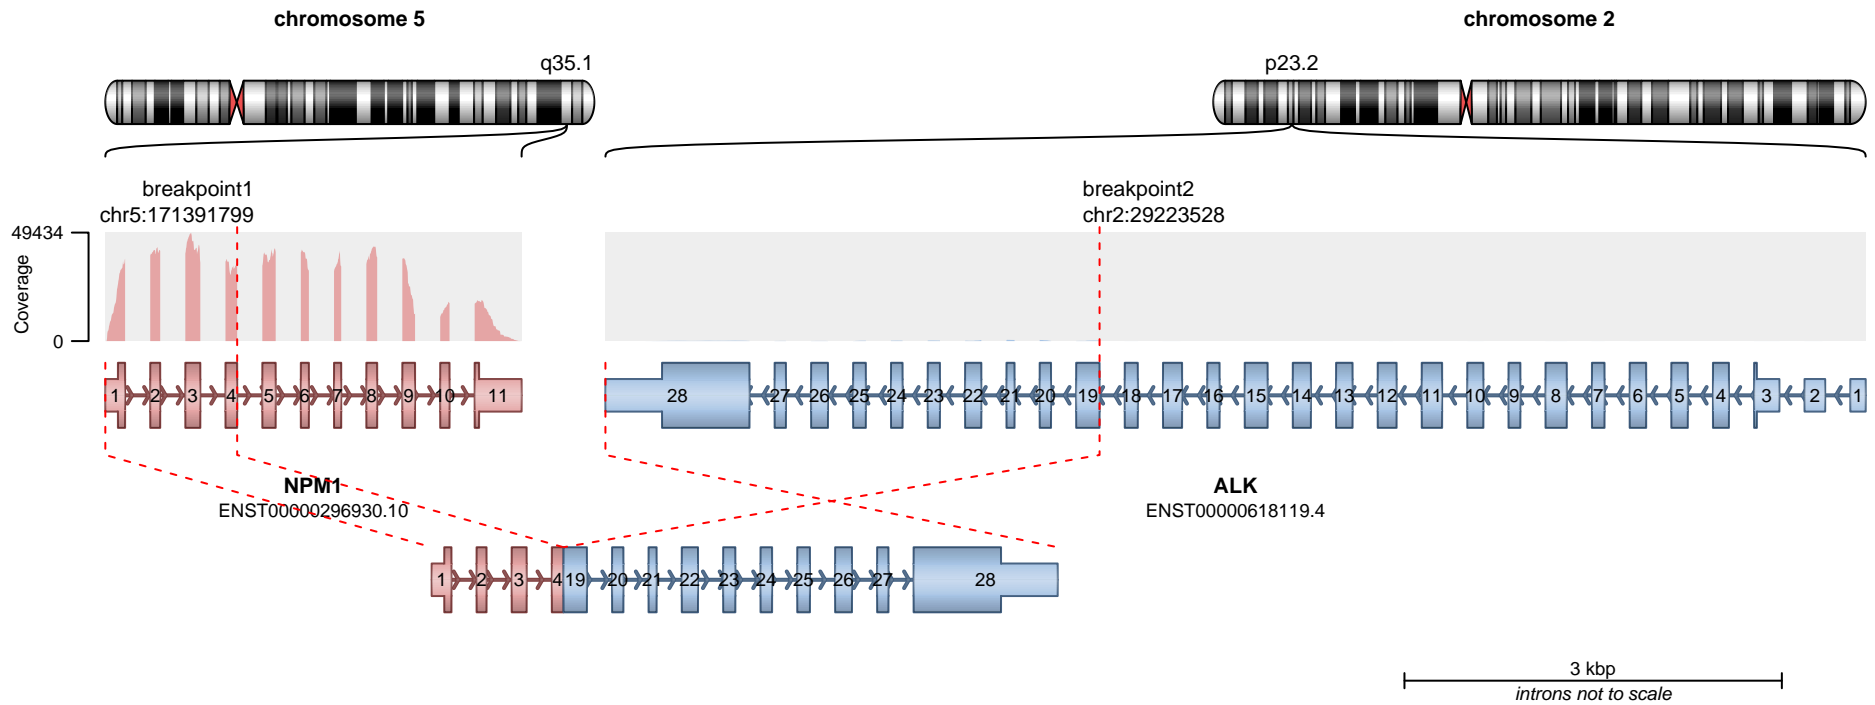 chromosome 5
chromosome 2
q35.1
p23.2
breakpoint1
chr5:171391799
breakpoint2
chr2:29223528
49434
Coverage
0
1 2 3 4 5 6 7 8 9 10 11
28 27 26 25 24 23 22 21 20 19 18 17 16 15 14 13 12 11 10 9 8 7 6 5 4 3 2 1
NPM1
ENST00000296930.10
ALK
ENST00000618119.4
1 2 3 4 19 20 21 22 23 24 25 26 27 28
3 kbp
introns not to scale